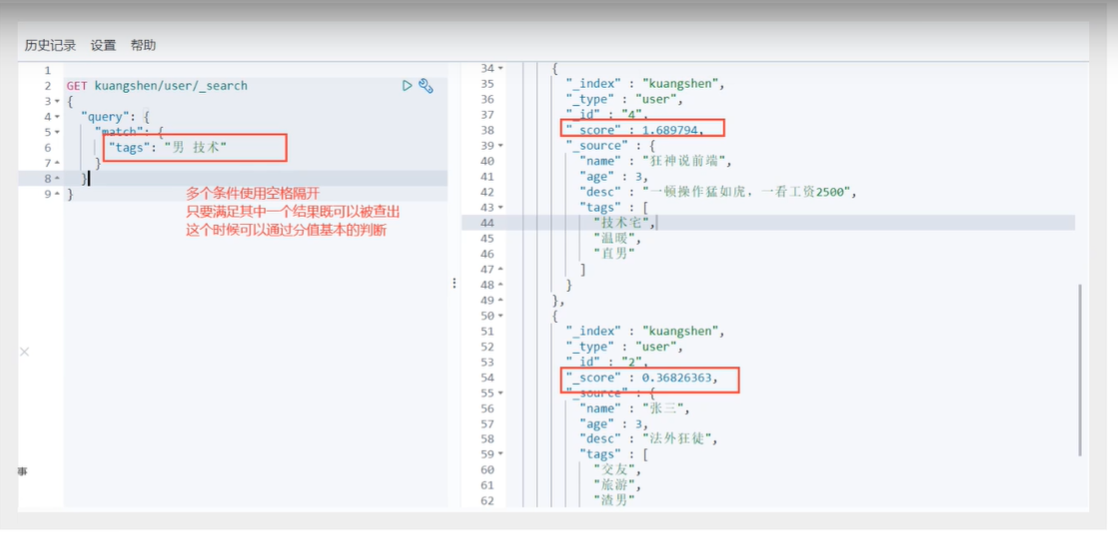 历史记录 设置 帮助
1
2 GET kuangshen/user/_search
3 {
4 "query": {
5 "match": {
6 "tags": "男 技术"
7 }
8 }
9 }
多个条件使用空格隔开
只要满足其中一个结果既可以被查出
这个时候可以通过分值基本的判断
34 {
35 "_index" : "kuangshen",
36 "_type" : "user",
37 "_id" : "4",
38 "_score" : 1.689794,
39 "_source" : {
40 "name" : "狂神说前端",
41 "age" : 3,
42 "desc" : "一顿操作猛如虎，一看工资2500",
43 "tags" : [
44 "技术宅",
45 "温暖",
46 "直男"
47 ]
48 }
49 },
50 {
51 "_index" : "kuangshen",
52 "_type" : "user",
53 "_id" : "2",
54 "_score" : 0.36826363,
55 "_source" : {
56 "name" : "张三",
57 "age" : 3,
58 "desc" : "法外狂徒",
59 "tags" : [
60 "交友",
61 "旅游",
62 "渣男"